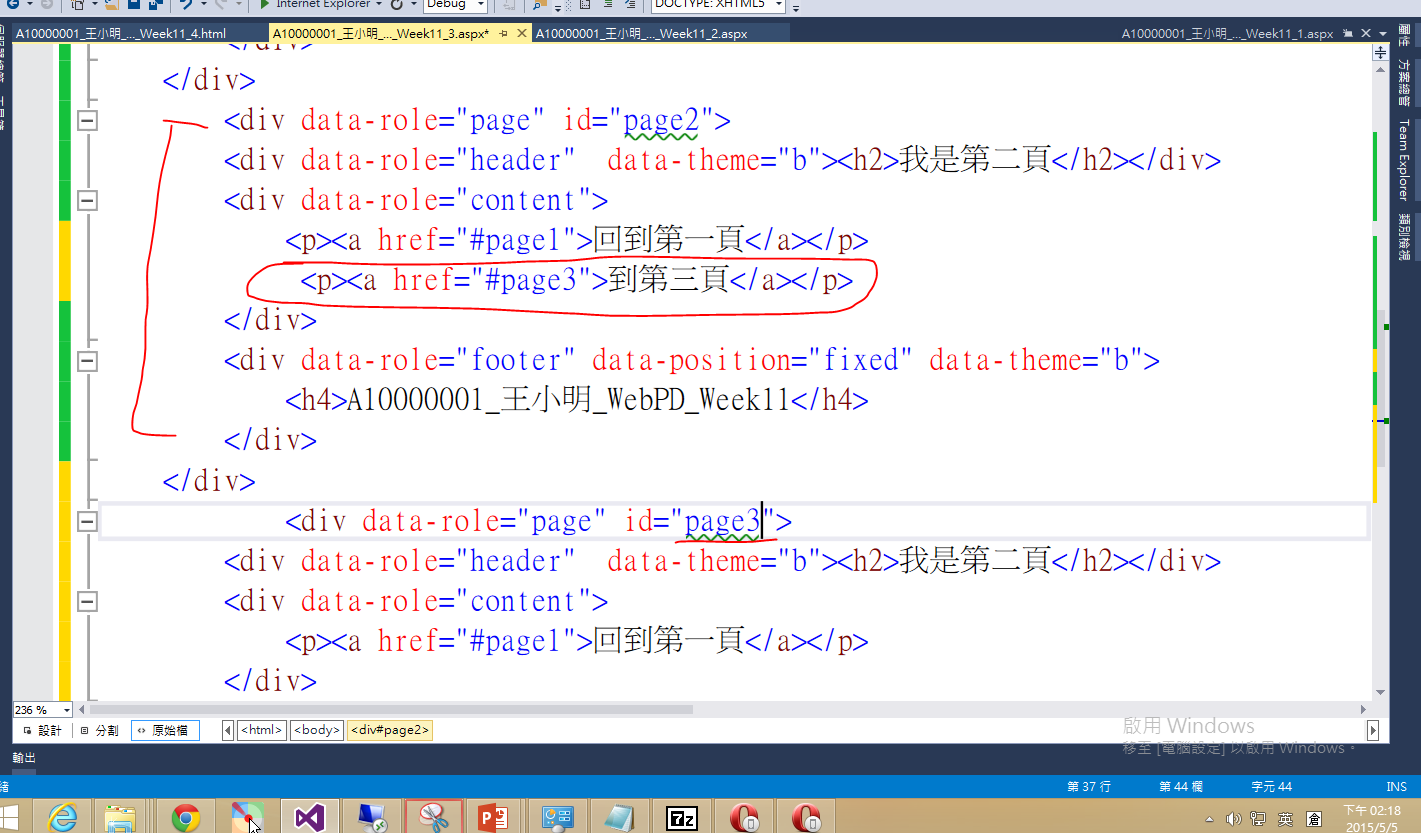 Internet Explorer
Debug
DOCTYPE: XHTML5
A10000001_王小明_..._Week11_4.html
A10000001_王小明_..._Week11_3.aspx*
A10000001_王小明_..._Week11_2.aspx
A10000001_王小明_..._Week11_1.aspx
</div>
</div>
<div data-role="page" id="page2">
<div data-role="header"  data-theme="b"><h2>我是第二頁</h2></div>
<div data-role="content">
<p><a href="#page1">回到第一頁</a></p>
<p><a href="#page3">到第三頁</a></p>
</div>
<div data-role="footer" data-position="fixed" data-theme="b">
<h4>A10000001_王小明_WebPD_Week11</h4>
</div>
</div>
<div data-role="page" id="page3">
<div data-role="header"  data-theme="b"><h2>我是第二頁</h2></div>
<div data-role="content">
<p><a href="#page1">回到第一頁</a></p>
</div>
屬性
方案總管
Team Explorer
類別檢視
236 %
設計
分割
原始檔
<html>
<body>
<div#page2>
啟用 Windows
移至 [電腦設定] 以啟用 Windows。
輸出
第 37 行
第 44 欄
字元 44
INS
7z
英
倉
下午 02:18
2015/5/5